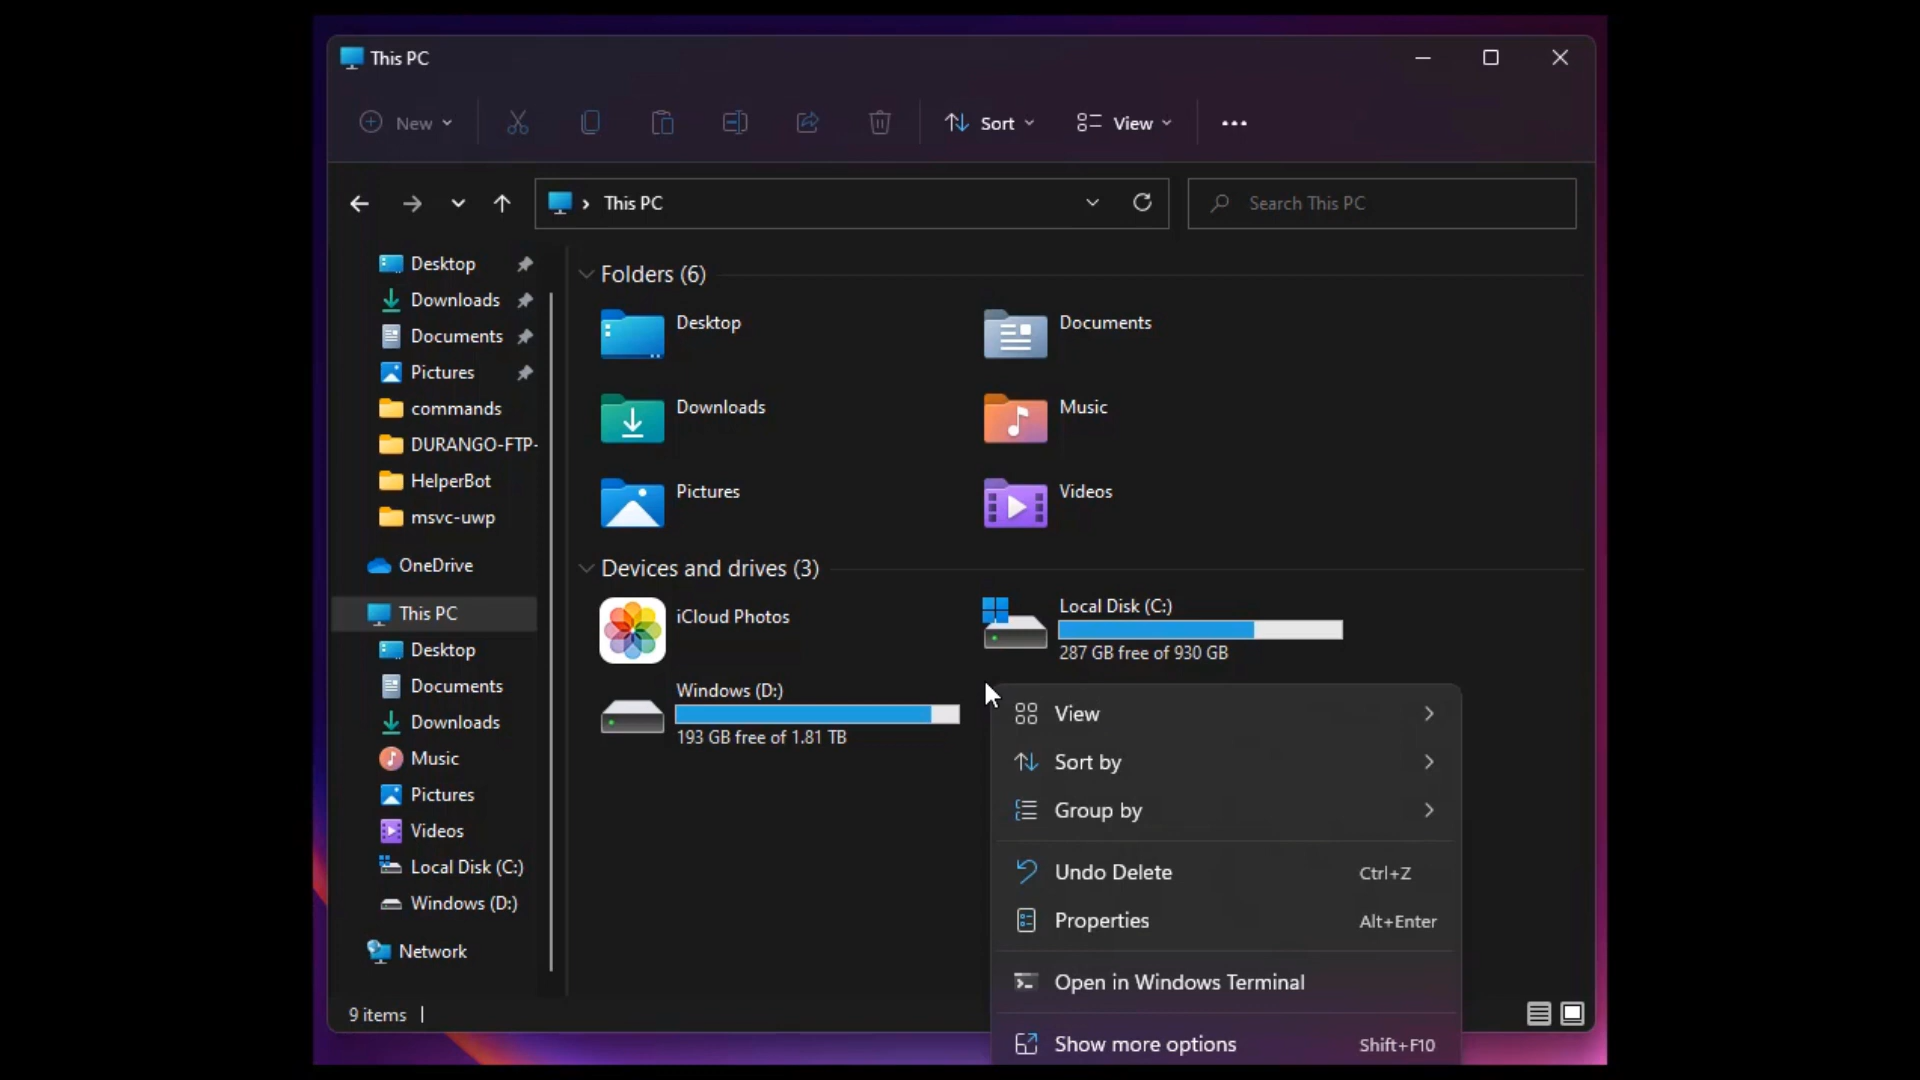 This PC
New
Sort
View
This PC
Search This PC
Desktop
Downloads
Documents
Pictures
commands
DURANGO-FTP-
HelperBot
msvc-uwp
OneDrive
This PC
Desktop
Documents
Downloads
Music
Pictures
Videos
Local Disk (C:)
Windows (D:)
Network
Folders (6)
Desktop
Documents
Downloads
Music
Pictures
Videos
Devices and drives (3)
iCloud Photos
Local Disk (C:)
287 GB free of 930 GB
Windows (D:)
193 GB free of 1.81 TB
View
Sort by
Group by
Undo Delete Ctrl+Z
Properties Alt+Enter
Open in Windows Terminal
Show more options Shift+F10
9 items